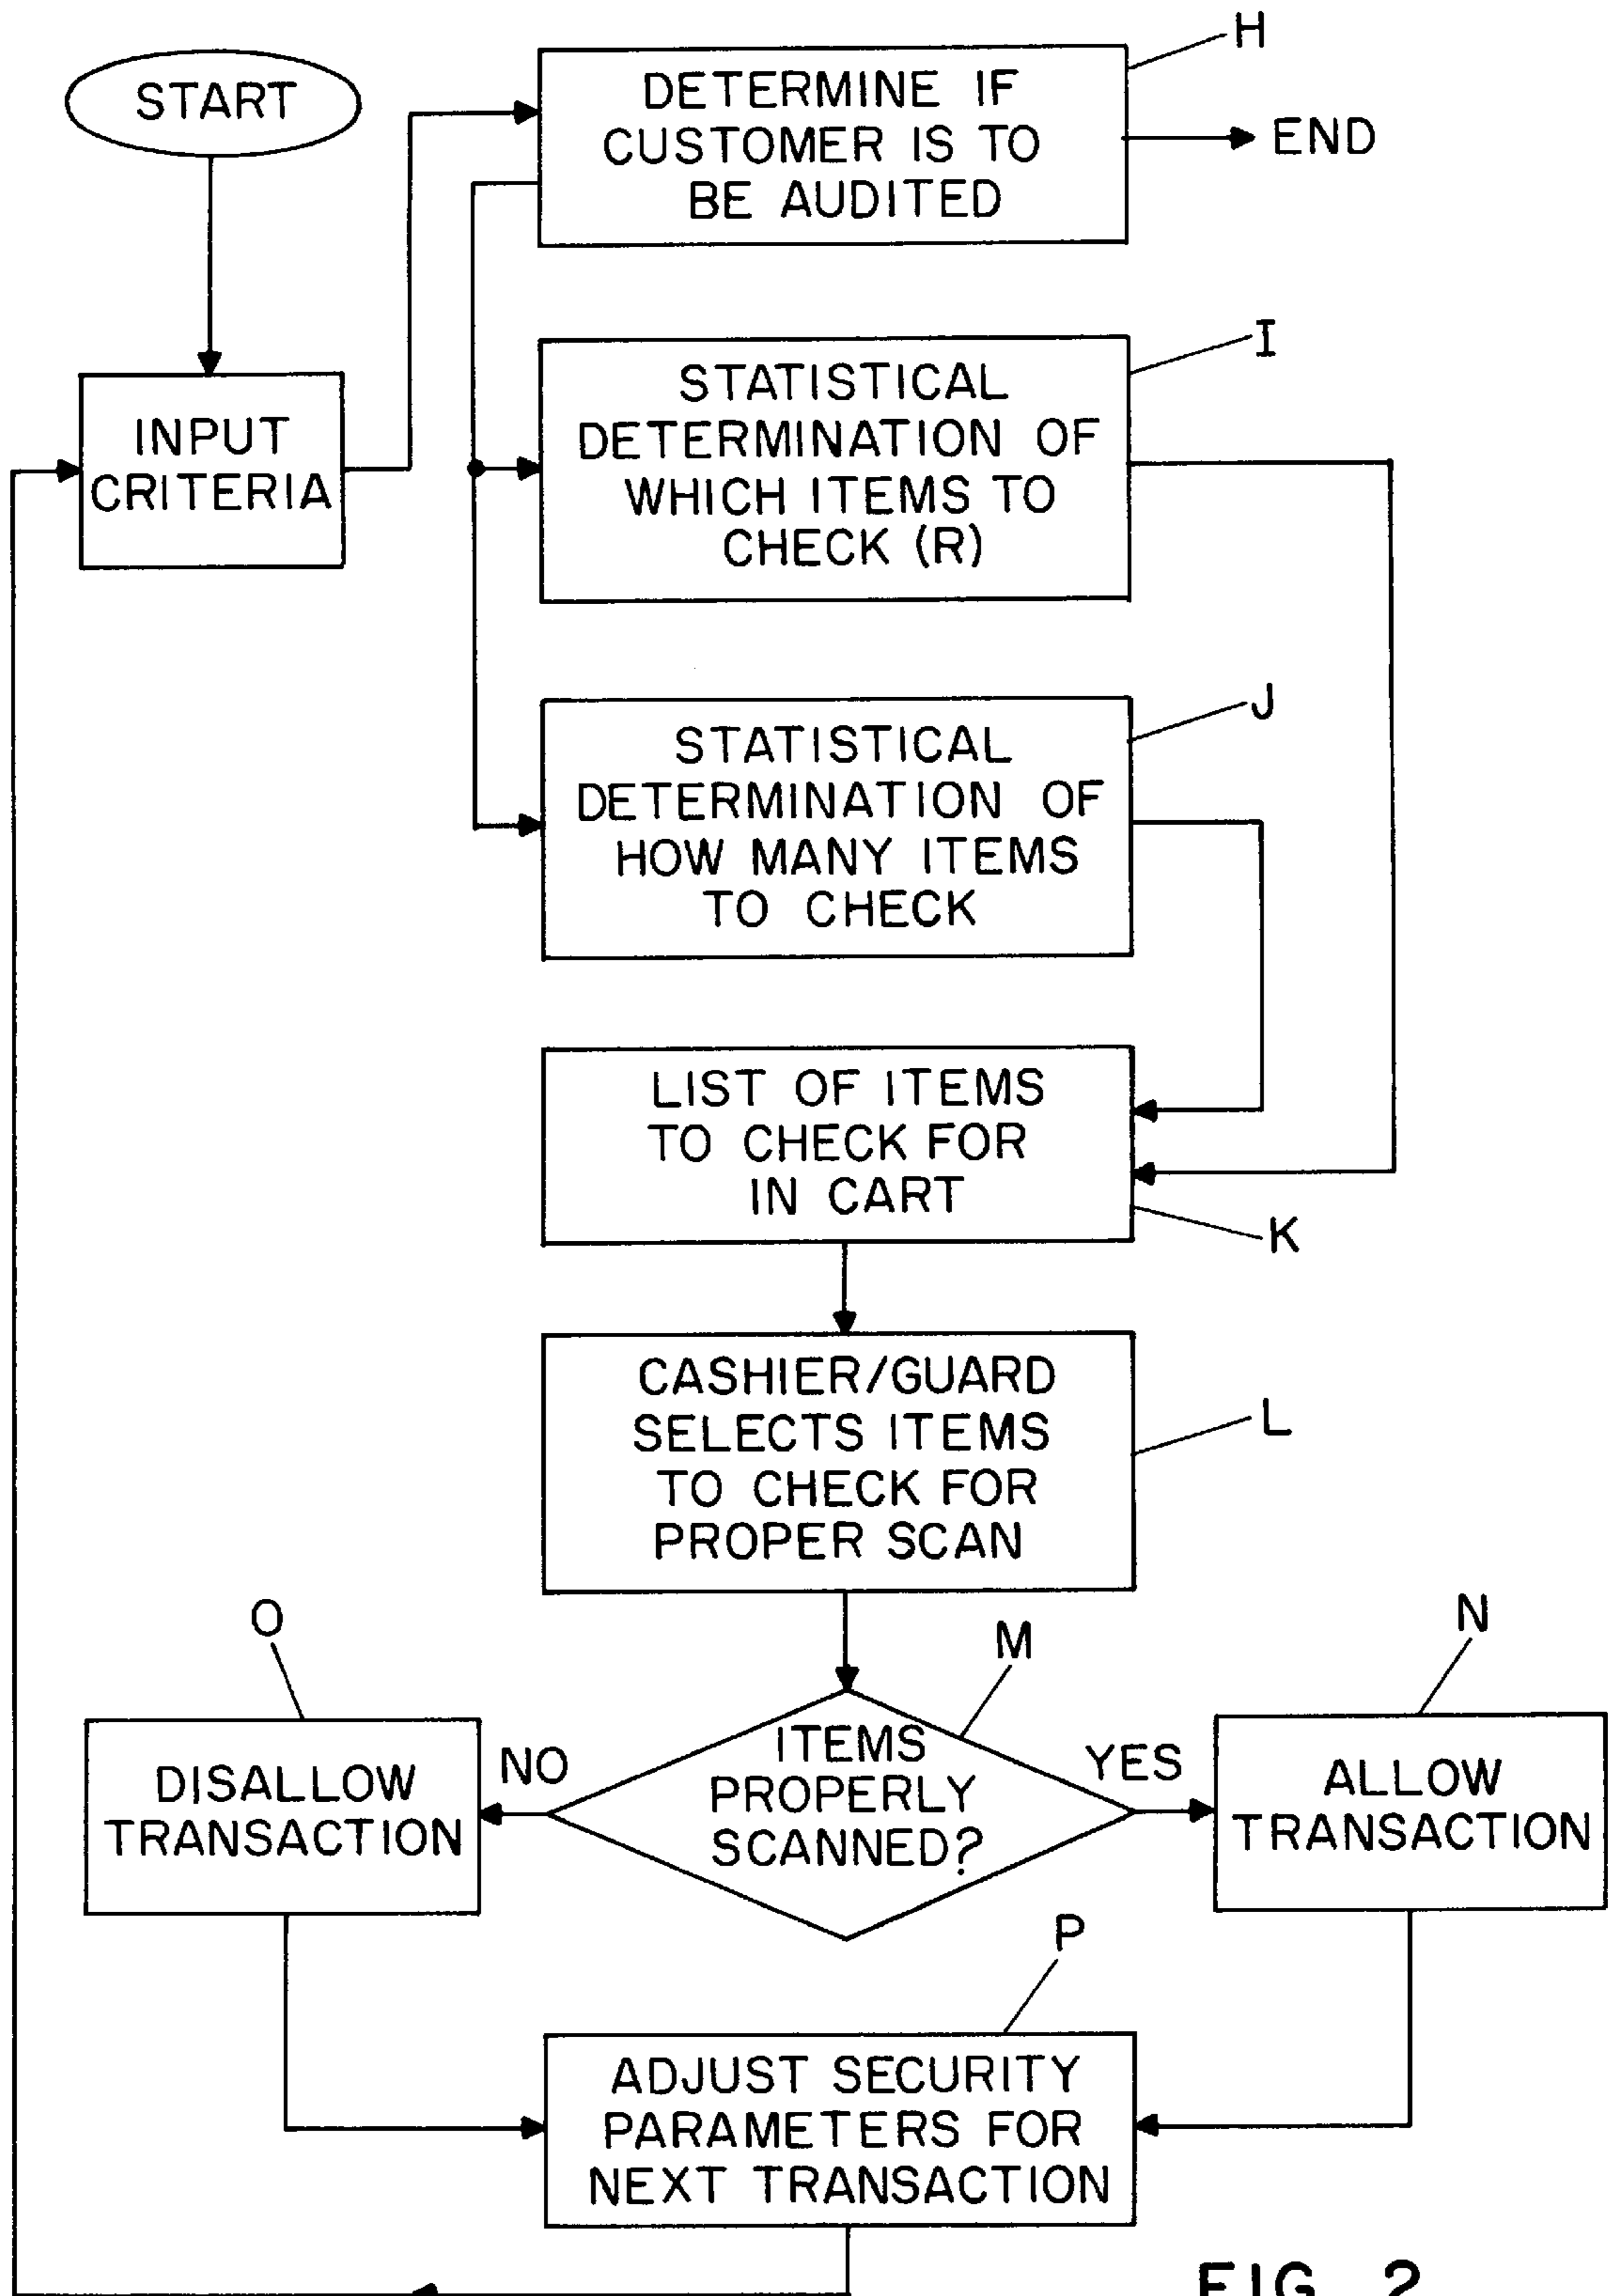 START
H
DETERMINE IF
CUSTOMER IS TO
BE AUDITED
END
INPUT
CRITERIA
I
STATISTICAL
DETERMINATION OF
WHICH ITEMS TO
CHECK (R)
J
STATISTICAL
DETERMINATION OF
HOW MANY ITEMS
TO CHECK
LIST OF ITEMS
TO CHECK FOR
IN CART
K
CASHIER/GUARD
SELECTS ITEMS
TO CHECK FOR
PROPER SCAN
L
M
ITEMS
PROPERLY
SCANNED?
NO
YES
O
DISALLOW
TRANSACTION
N
ALLOW
TRANSACTION
P
ADJUST SECURITY
PARAMETERS FOR
NEXT TRANSACTION
FIG. 2